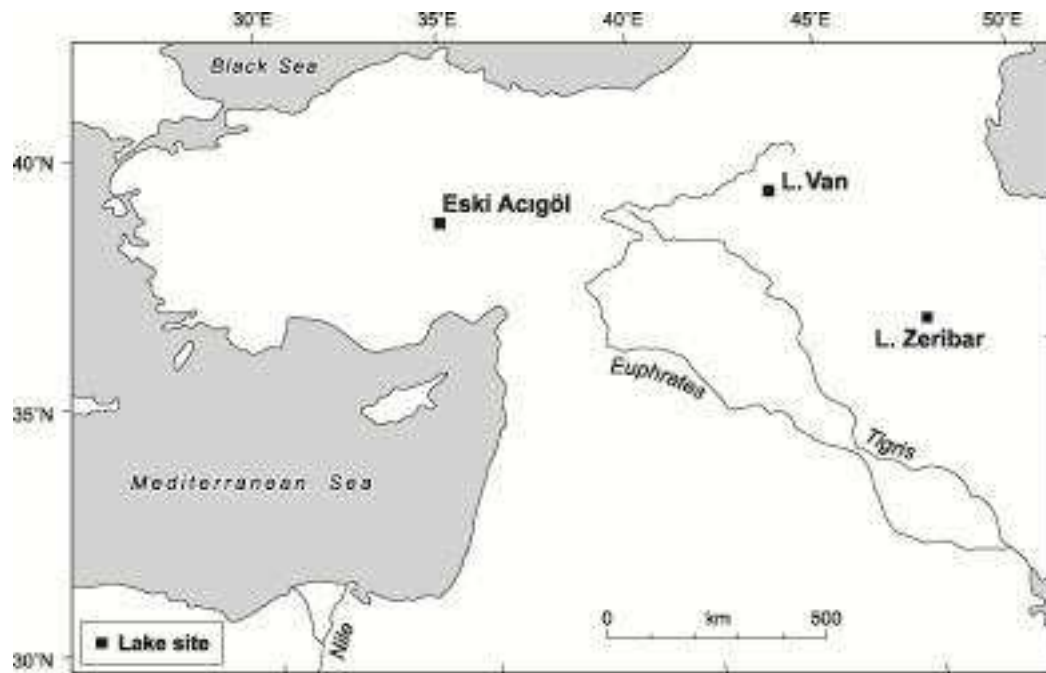 30°E 35°E 40°E 45°E 50°E
Black Sea
40°N
L. Van
Eski Acıgöl
L. Zeribar
Euphrates
35°N
Tigris
Mediterranean Sea
0 km 500
Lake site
Nile
30°N